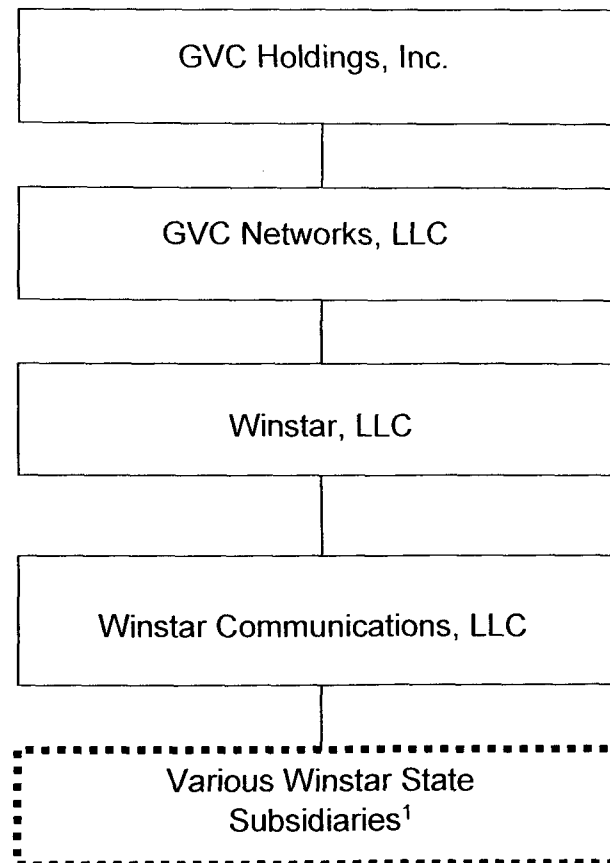 GVC Holdings, Inc.
GVC Networks, LLC
Winstar, LLC
Winstar Communications, LLC
Various Winstar State
Subsidiaries¹